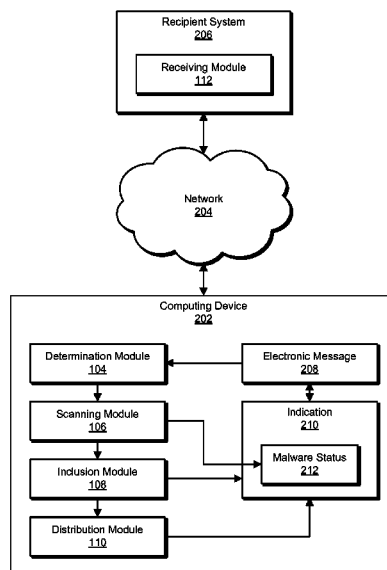 Recipient System
206
Receiving Module
112
Network
204
Computing Device
202
Determination Module
104
Electronic Message
208
Scanning Module
106
Indication
210
Malware Status
212
Inclusion Module
108
Distribution Module
110